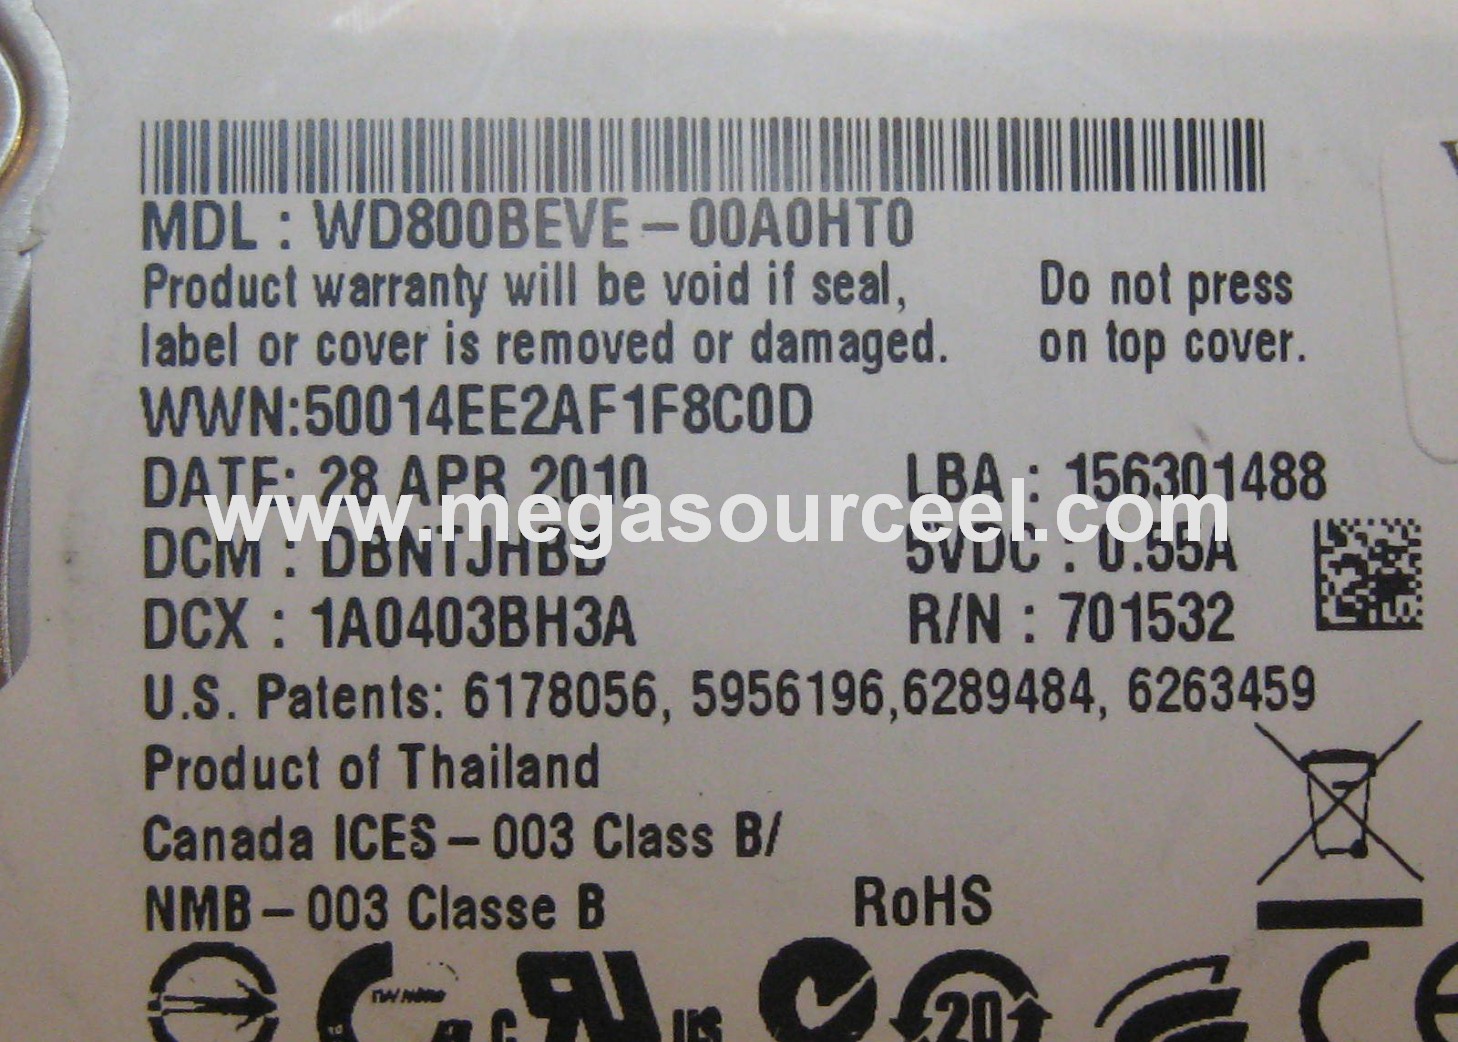 MDL : WD800BEVE-00A0HT0
Product warranty will be void if seal,
label or cover is removed or damaged.
Do not press
on top cover.
WWN:50014EE2AF1F8C0D
DATE: 28 APR 2010
LBA : 156301488
www.megasourceel.com
DCM : DBNTJHBB
5VDC : 0.55A
DCX : 1A0403BH3A
R/N : 701532
U.S. Patents: 6178056, 5956196,6289484, 6263459
Product of Thailand
Canada ICES-003 Class B/
NMB-003 Classe B
RoHS
c us
20